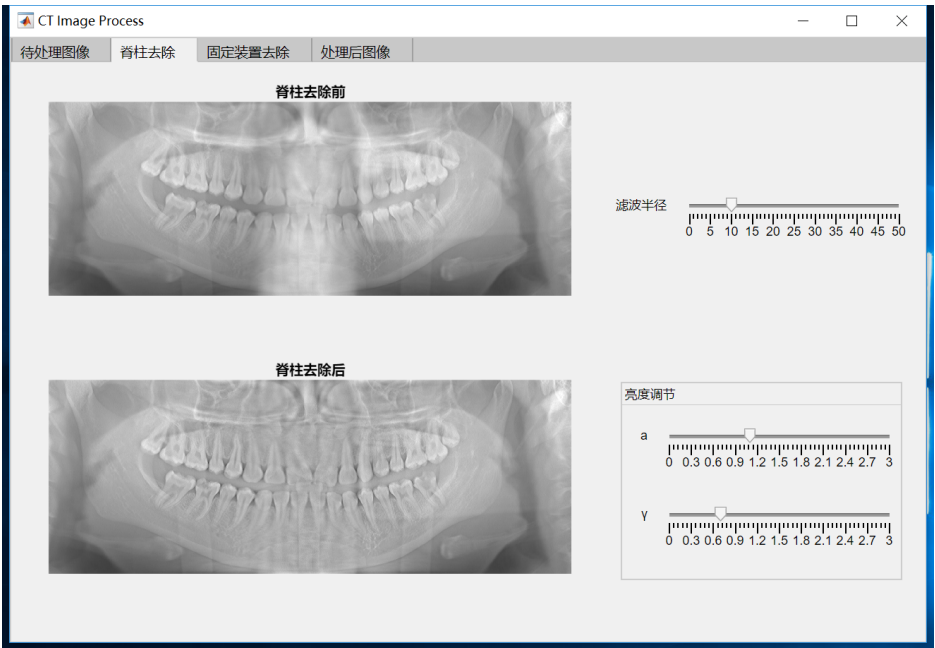 CT Image Process
待处理图像 脊柱去除 固定装置去除 处理后图像
脊柱去除前
滤波半径
0 5 10 15 20 25 30 35 40 45 50
脊柱去除后
亮度调节
a
0 0.3 0.6 0.9 1.2 1.5 1.8 2.1 2.4 2.7 3
γ
0 0.3 0.6 0.9 1.2 1.5 1.8 2.1 2.4 2.7 3